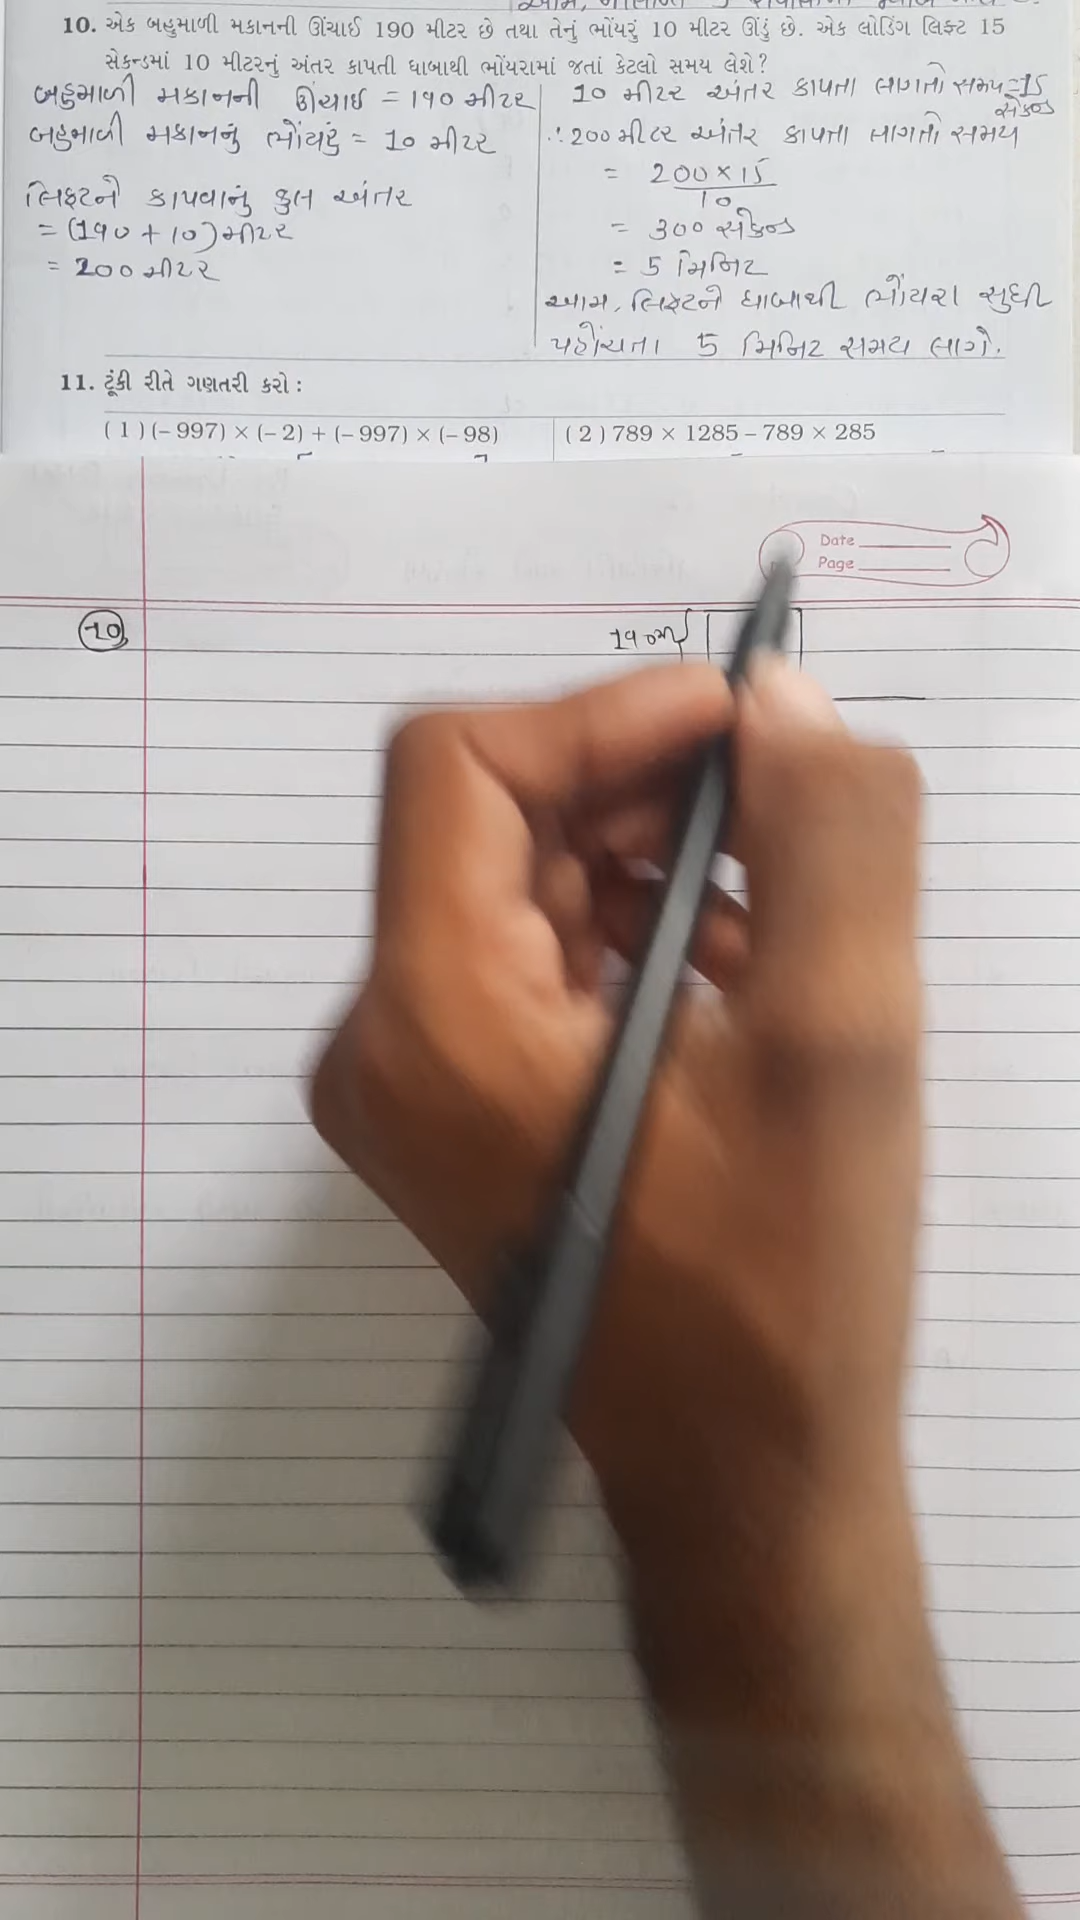 10. એક બહુમાળી મકાનની ઊંચાઈ 190 મીટર છે તથા તેનું ભોંયરું 10 મીટર ઊંડું છે. એક લોડિંગ લિફ્ટ 15
સેકન્ડમાં 10 મીટરનું અંતર કાપતી ધાબાથી ભોંયરામાં જતાં કેટલો સમય લેશે?
બહુમાળી મકાનની ઊંચાઈ = 190 મીટર
બહુમાળી મકાનનું ભોંયરું = 10 મીટર
લિફ્ટને કાપવાનું કુલ અંતર
= (190 + 10) મીટર
= 200 મીટર
10 મીટર અંતર કાપતા લાગતો સમય = 15
સેકન્ડ
∴ 200 મીટર અંતર કાપતા લાગતો સમય
= 200 × 15
10
= 300 સેકન્ડ
= 5 મિનિટ
આમ, લિફ્ટને ધાબાથી ભોંયરા સુધી
પહોંચતા 5 મિનિટ સમય લાગે.
11. ટૂંકી રીતે ગણતરી કરો :
(1) (– 997) × (– 2) + (– 997) × (– 98)
(2) 789 × 1285 – 789 × 285
Date
Page
10
190મી